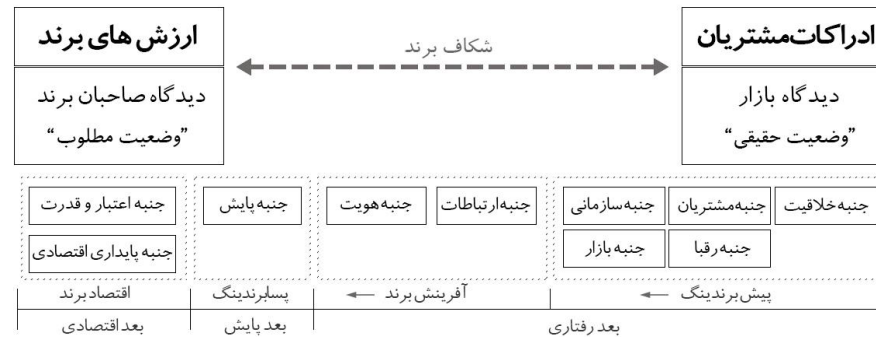 ادراکات مشتریان
دیدگاه بازار
”وضعیت حقیقی“
شکاف برند
ارزش های برند
دیدگاه صاحبان برند
”وضعیت مطلوب“
جنبه خلاقیت
جنبه مشتریان
جنبه سازمانی
جنبه رقبا
جنبه بازار
جنبه ارتباطات
جنبه هویت
جنبه پایش
جنبه اعتبار و قدرت
جنبه پایداری اقتصادی
پیش برندینگ
آفرینش برند
پسابرندینگ
اقتصاد برند
بعد رفتاری
بعد پایش
بعد اقتصادی